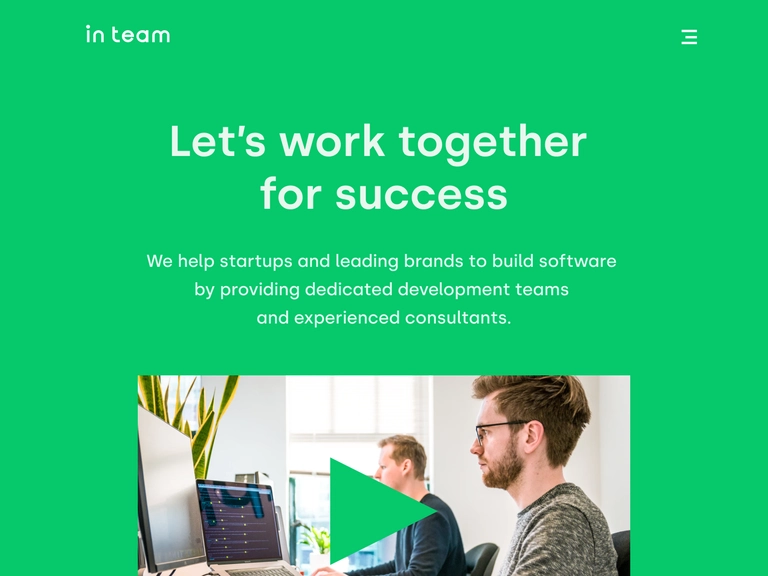 in team
Let's work together
for success
We help startups and leading brands to build software
by providing dedicated development teams
and experienced consultants.